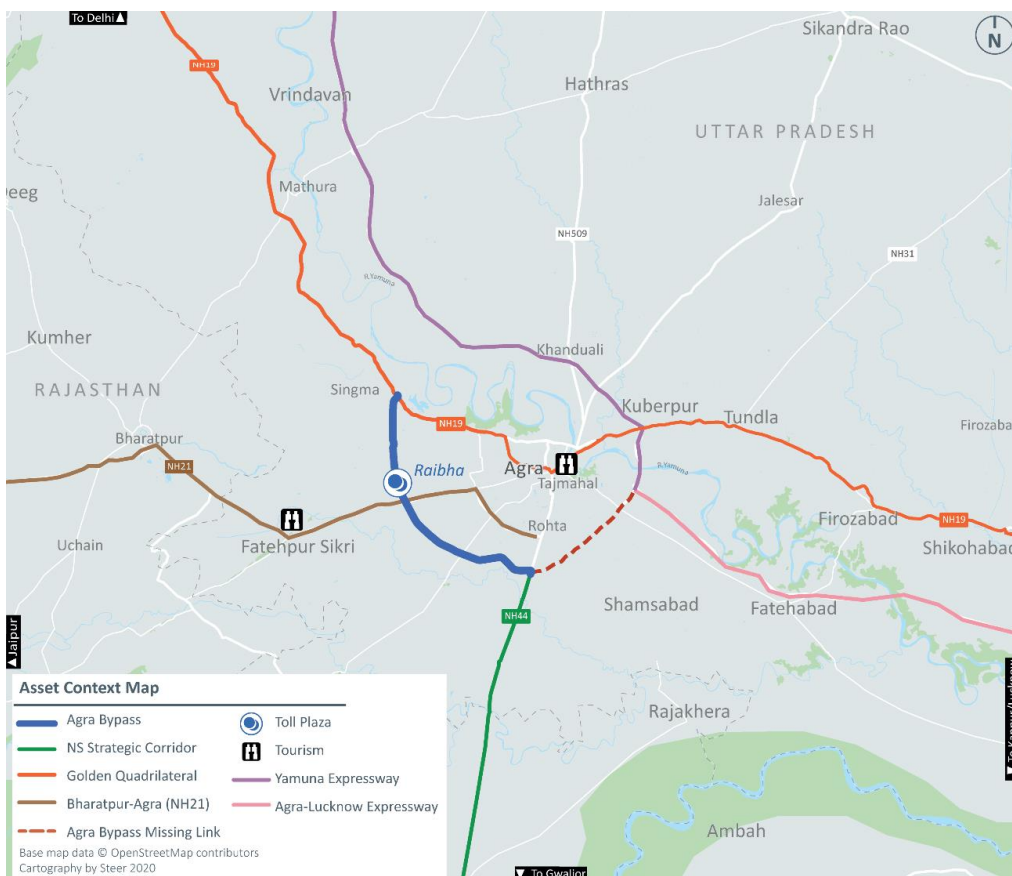 To Delhi▲
Sikandra Rao
N
NH19
Hathras
Vrindavan
UTTAR PRADESH
Mathura
Jalesar
NH509
NH31
R.Yamuna
Kumher
Khanduali
RAJASTHAN
Singma
Kuberpur
Tundla
NH19
Firozaba
Bharatpur
NH21
Raibha
Agra
R.Yamuna
Tajmahal
Rohta
Firozabad
NH19
Uchain
Fatehpur Sikri
Shikohabad
Shamsabad
Fatehabad
NH44
▲Jaipur
Rajakhera
Ambah
▼ To Gwalior
Asset Context Map
Agra Bypass
Toll Plaza
NS Strategic Corridor
Tourism
Golden Quadrilateral
Yamuna Expressway
Bharatpur-Agra (NH21)
Agra-Lucknow Expressway
Agra Bypass Missing Link
Base map data © OpenStreetMap contributors
Cartography by Steer 2020